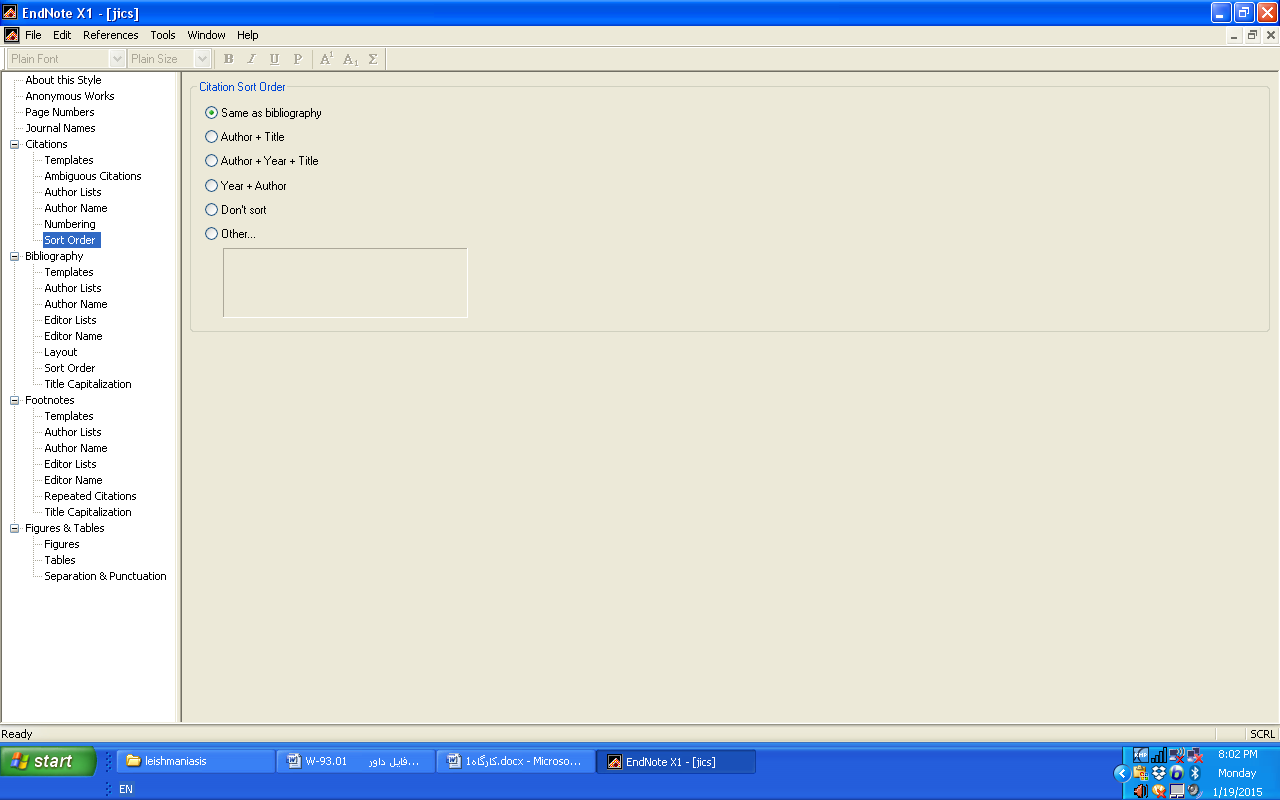 EndNote X1 - [jics]
File Edit References Tools Window Help
Plain Font Plain Size B I U P A1 A1 Σ
About this Style
Anonymous Works
Page Numbers
Journal Names
Citations
Templates
Ambiguous Citations
Author Lists
Author Name
Numbering
Sort Order
Bibliography
Templates
Author Lists
Author Name
Editor Lists
Editor Name
Layout
Sort Order
Title Capitalization
Footnotes
Templates
Author Lists
Author Name
Editor Lists
Editor Name
Repeated Citations
Title Capitalization
Figures & Tables
Figures
Tables
Separation & Punctuation
Citation Sort Order
Same as bibliography
Author + Title
Author + Year + Title
Year + Author
Don't sort
Other...
Ready SCRL
start leishmaniasis W-93.01 فایل داور... کارگاه1.docx - Microso... EndNote X1 - [jics] 8:02 PM
Monday
EN 1/19/2015